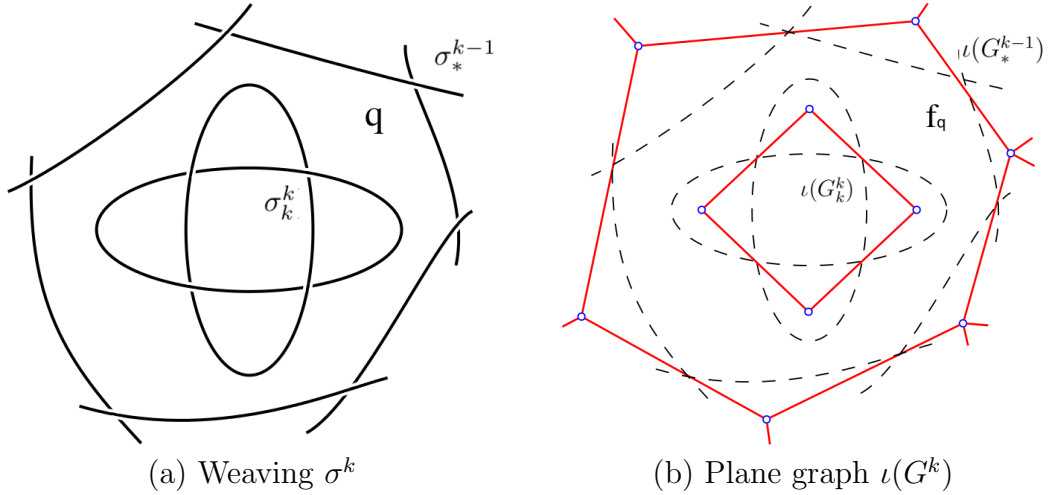 σ_*^{k-1}
q
σ_k^k
(a) Weaving σ^k
ι(G_*^{k-1})
f_q
ι(G_k^k)
(b) Plane graph ι(G^k)